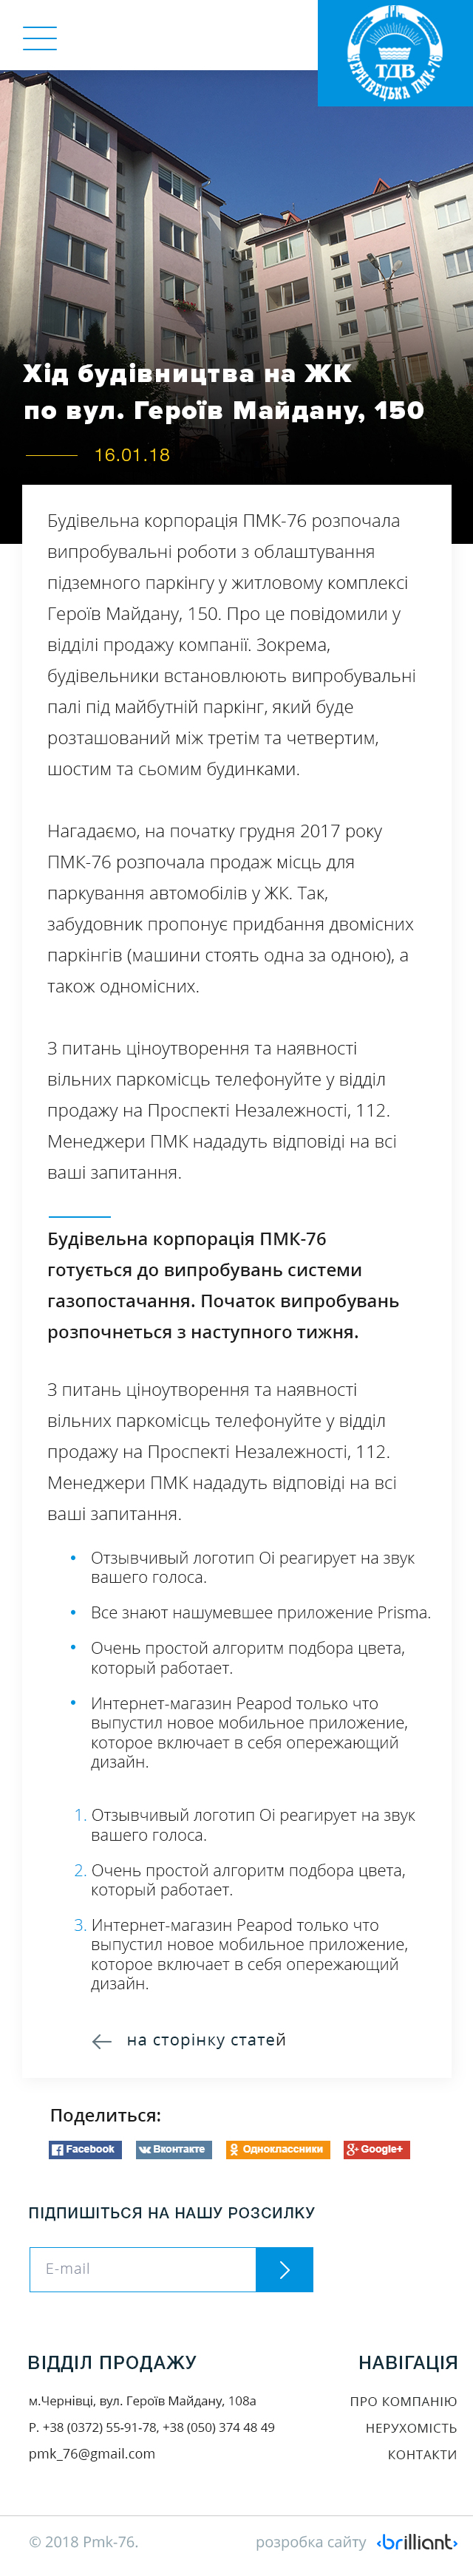 ТДВ
ЧЕРНІВЕЦЬКА ПМК-76
Хід будівництва на ЖК
по вул. Героїв Майдану, 150
16.01.18
Будівельна корпорація ПМК-76 розпочала
випробувальні роботи з облаштування
підземного паркінгу у житловому комплексі
Героїв Майдану, 150. Про це повідомили у
відділі продажу компанії. Зокрема,
будівельники встановлюють випробувальні
палі під майбутній паркінг, який буде
розташований між третім та четвертим,
шостим та сьомим будинками.
Нагадаємо, на початку грудня 2017 року
ПМК-76 розпочала продаж місць для
паркування автомобілів у ЖК. Так,
забудовник пропонує придбання двомісних
паркінгів (машини стоять одна за одною), а
також одномісних.
З питань ціноутворення та наявності
вільних паркомісць телефонуйте у відділ
продажу на Проспекті Незалежності, 112.
Менеджери ПМК нададуть відповіді на всі
ваші запитання.
Будівельна корпорація ПМК-76
готується до випробувань системи
газопостачання. Початок випробувань
розпочнеться з наступного тижня.
З питань ціноутворення та наявності
вільних паркомісць телефонуйте у відділ
продажу на Проспекті Незалежності, 112.
Менеджери ПМК нададуть відповіді на всі
ваші запитання.
• Отзывчивый логотип Oi реагирует на звук
вашего голоса.
• Все знают нашумевшее приложение Prisma.
• Очень простой алгоритм подбора цвета,
который работает.
• Интернет-магазин Peapod только что
выпустил новое мобильное приложение,
которое включает в себя опережающий
дизайн.
1. Отзывчивый логотип Oi реагирует на звук
вашего голоса.
2. Очень простой алгоритм подбора цвета,
который работает.
3. Интернет-магазин Peapod только что
выпустил новое мобильное приложение,
которое включает в себя опережающий
дизайн.
на сторінку статей
Поделиться:
Facebook Вконтакте Одноклассники Google+
ПІДПИШІТЬСЯ НА НАШУ РОЗСИЛКУ
E-mail
ВІДДІЛ ПРОДАЖУ
м.Чернівці, вул. Героїв Майдану, 108а
P. +38 (0372) 55-91-78, +38 (050) 374 48 49
pmk_76@gmail.com
НАВІГАЦІЯ
ПРО КОМПАНІЮ
НЕРУХОМІСТЬ
КОНТАКТИ
© 2018 Pmk-76.
розробка сайту ‹brilliant›